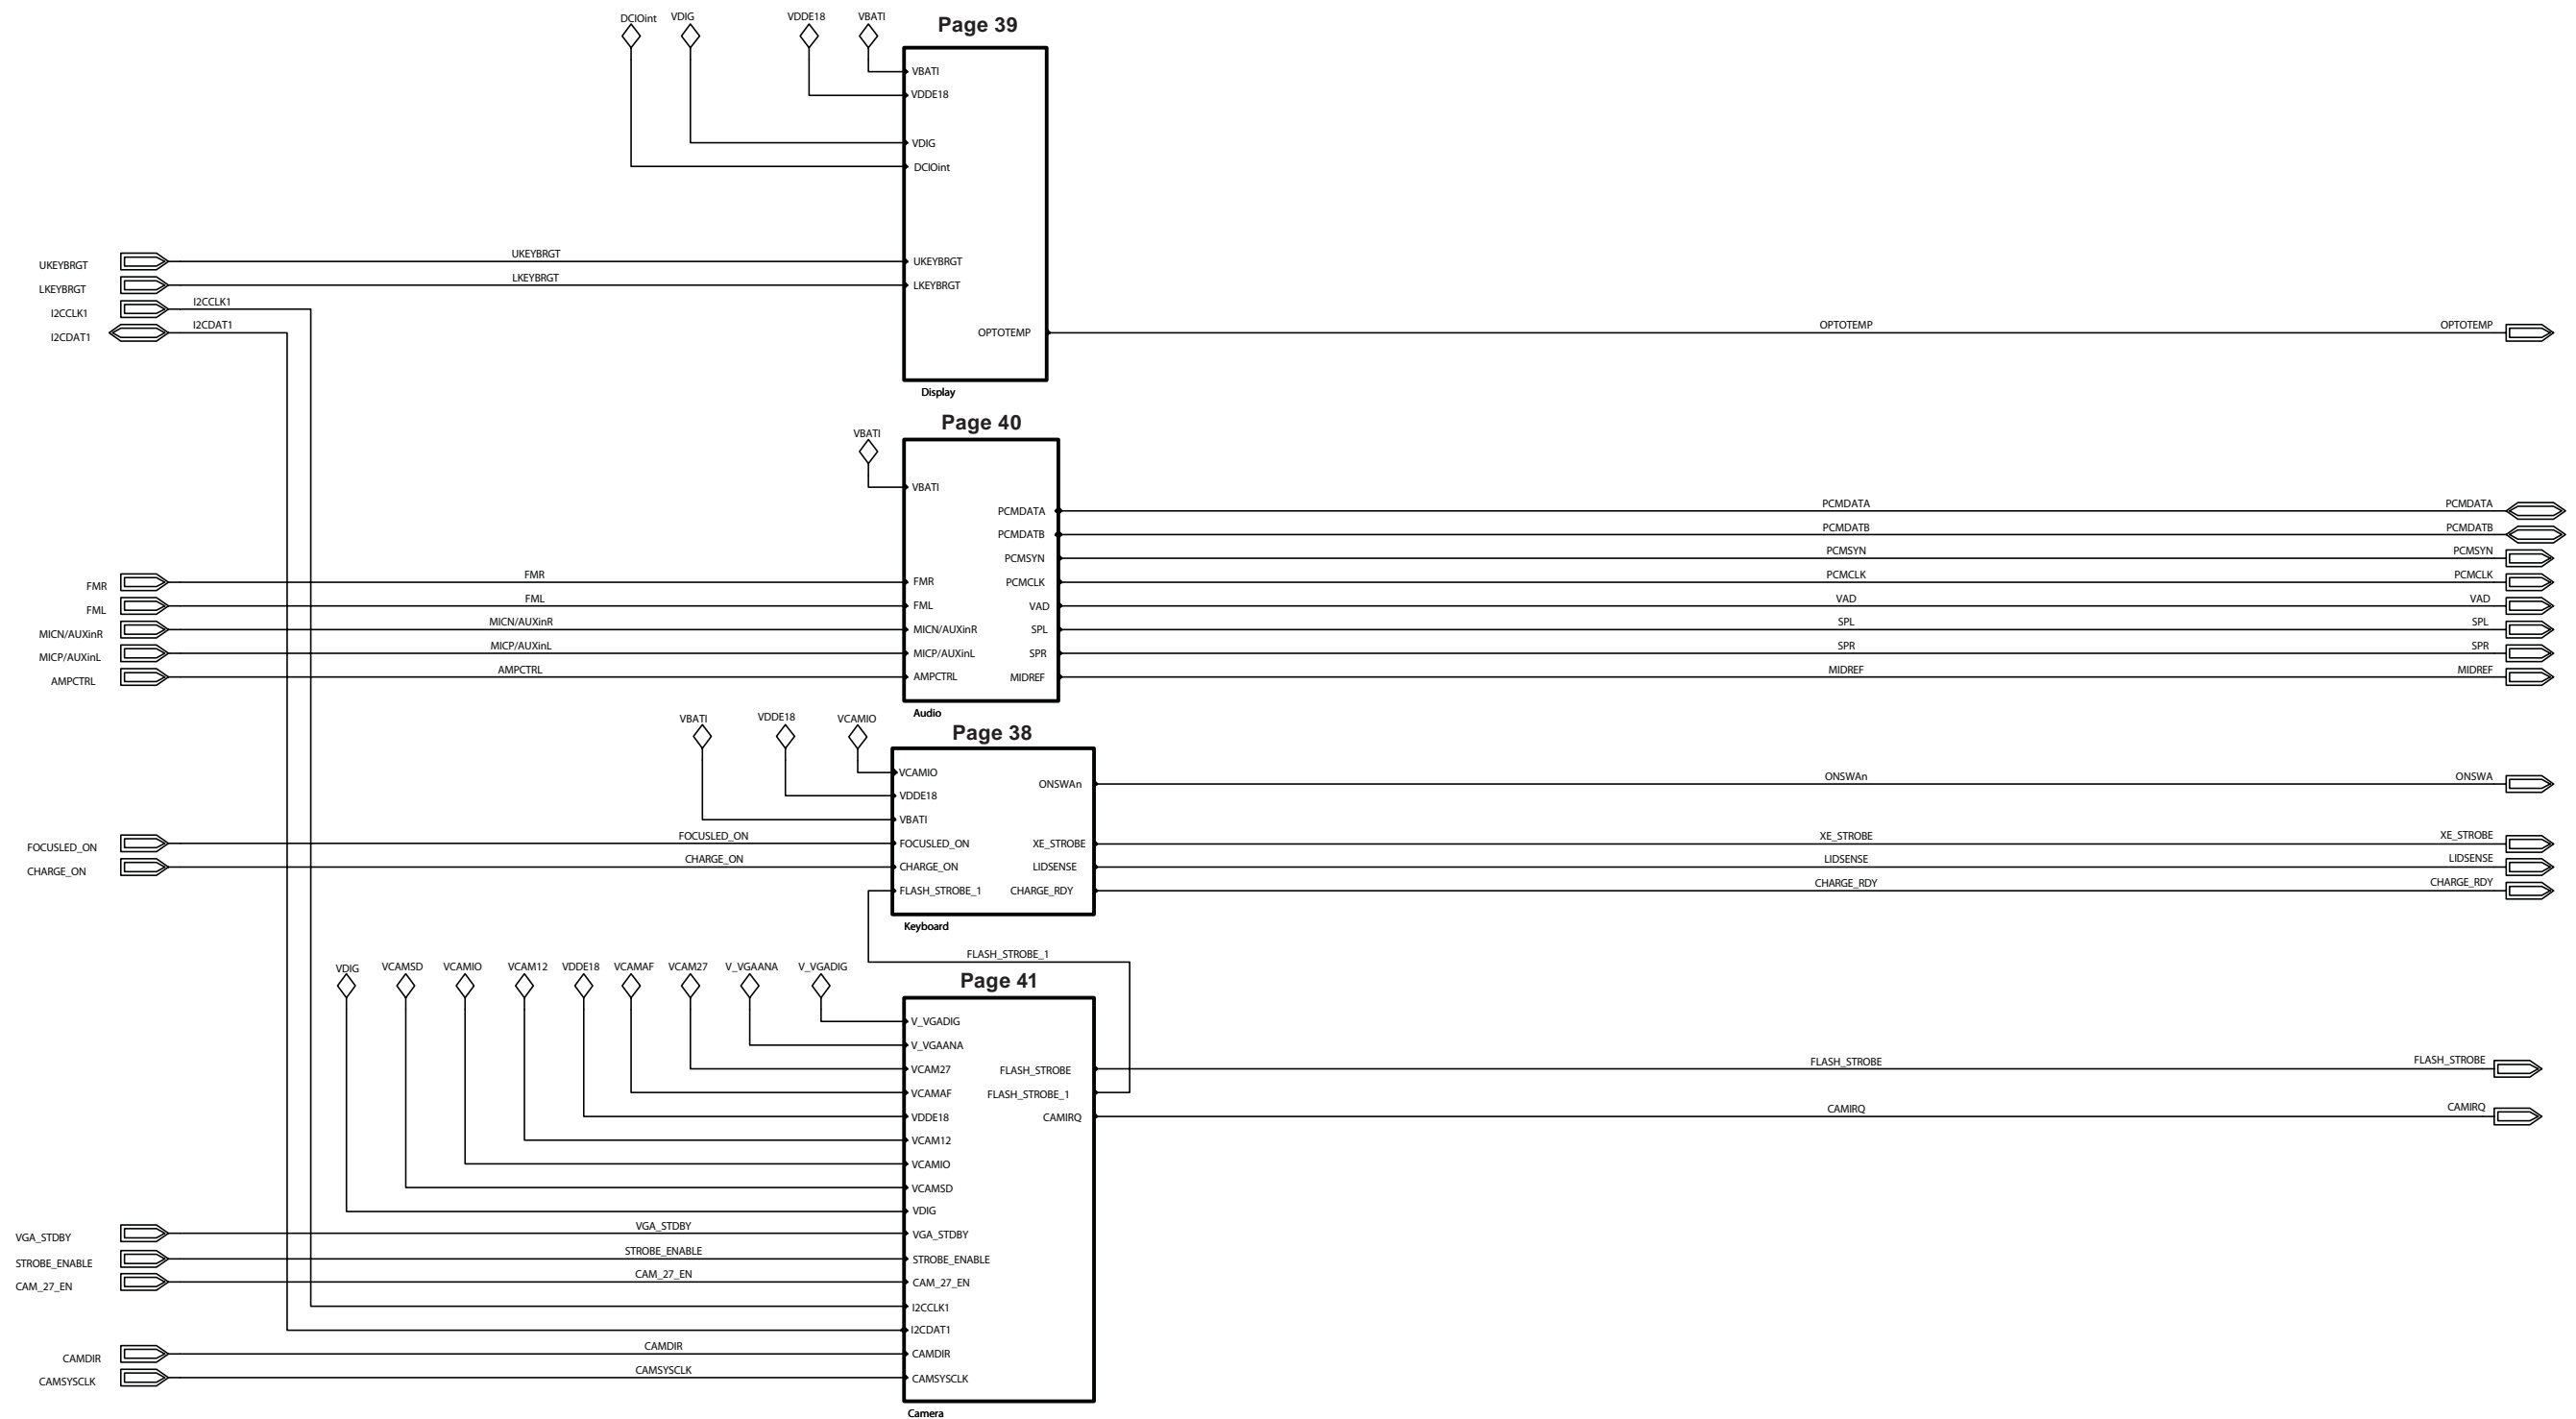 DCIOint VDIG VDDE18 VBATI
Page 39
VBATI
VDDE18
VDIG
DCIOint
UKEYBRGT UKEYBRGT UKEYBRGT
LKEYBRGT LKEYBRGT LKEYBRGT
I2CCLK1 I2CCLK1
I2CDAT1 I2CDAT1
OPTOTEMP OPTOTEMP OPTOTEMP
Display
Page 40
VBATI
VBATI
PCMDATA PCMDATA PCMDATA
PCMDATB PCMDATB PCMDATB
PCMSYN PCMSYN PCMSYN
FMR FMR FMR PCMCLK PCMCLK PCMCLK
FML FML FML VAD VAD VAD
MICN/AUXinR MICN/AUXinR MICN/AUXinR SPL SPL SPL
MICP/AUXinL MICP/AUXinL MICP/AUXinL SPR SPR SPR
AMPCTRL AMPCTRL AMPCTRL MIDREF MIDREF MIDREF
Audio
VBATI VDDE18 VCAMIO
Page 38
VCAMIO
ONSWAn ONSWAn ONSWA
VDDE18
VBATI
FOCUSLED_ON FOCUSLED_ON FOCUSLED_ON XE_STROBE XE_STROBE XE_STROBE
CHARGE_ON CHARGE_ON CHARGE_ON LIDSENSE LIDSENSE LIDSENSE
FLASH_STROBE_1 CHARGE_RDY CHARGE_RDY CHARGE_RDY
Keyboard
FLASH_STROBE_1
VDIG VCAMSD VCAMIO VCAM12 VDDE18 VCAMAF VCAM27 V_VGAANA V_VGADIG
Page 41
V_VGADIG
V_VGAANA
VCAM27 FLASH_STROBE FLASH_STROBE FLASH_STROBE
VCAMAF FLASH_STROBE_1
VDDE18 CAMIRQ CAMIRQ CAMIRQ
VCAM12
VCAMIO
VCAMSD
VDIG
VGA_STDBY VGA_STDBY VGA_STDBY
STROBE_ENABLE STROBE_ENABLE STROBE_ENABLE
CAM_27_EN CAM_27_EN CAM_27_EN
I2CCLK1
I2CDAT1
CAMDIR CAMDIR CAMDIR
CAMSYSCLK CAMSYSCLK CAMSYSCLK
Camera